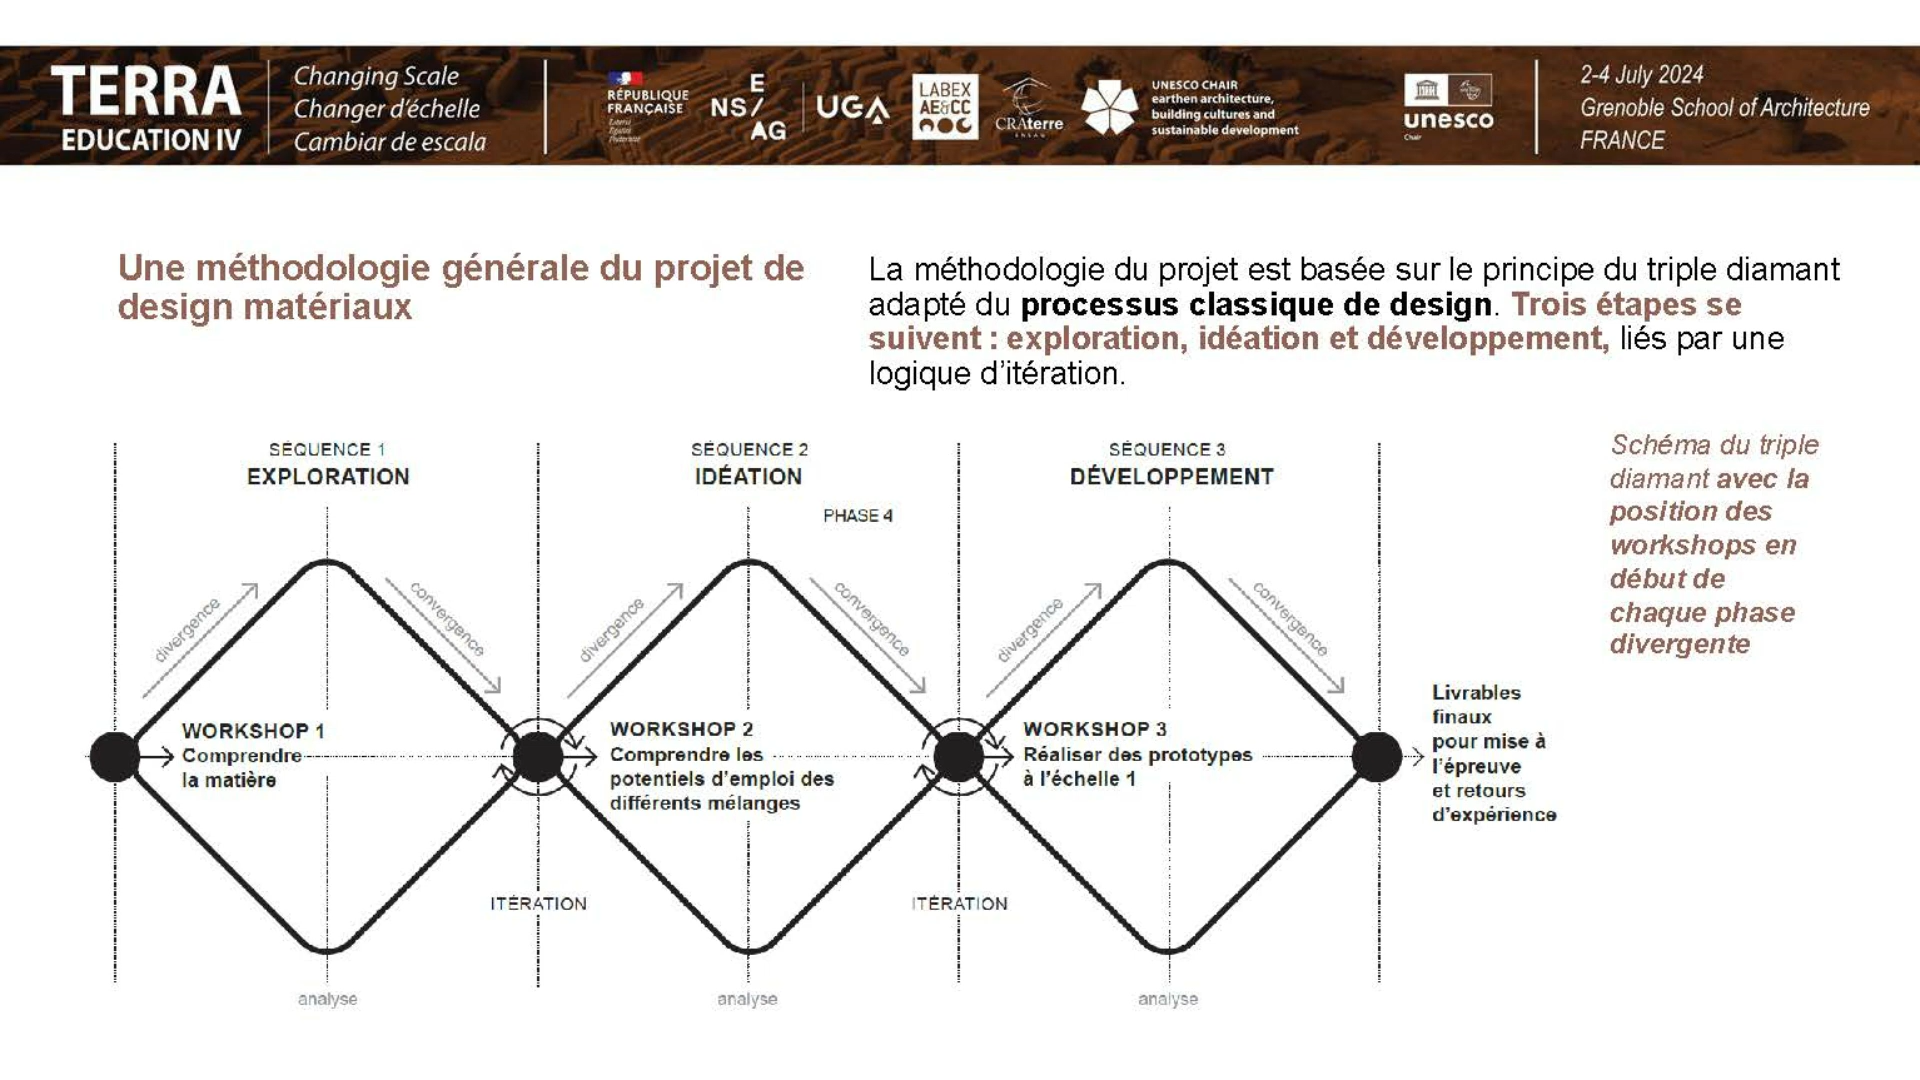 TERRA
EDUCATION IV
Changing Scale
Changer d'échelle
Cambiar de escala
RÉPUBLIQUE
FRANÇAISE
E
NS/
AG
UGA
LABEX
AE&CC
CRAterre
UNESCO CHAIR
earthen architecture,
building cultures and
sustainable development
unesco
Chair
2-4 July 2024
Grenoble School of Architecture
FRANCE
Une méthodologie générale du projet de
design matériaux
La méthodologie du projet est basée sur le principe du triple diamant
adapté du processus classique de design. Trois étapes se
suivent : exploration, idéation et développement, liés par une
logique d'itération.
SÉQUENCE 1
EXPLORATION
SÉQUENCE 2
IDÉATION
PHASE 4
SÉQUENCE 3
DÉVELOPPEMENT
divergence
convergence
divergence
convergence
divergence
convergence
WORKSHOP 1
Comprendre
la matière
WORKSHOP 2
Comprendre les
potentiels d'emploi des
différents mélanges
WORKSHOP 3
Réaliser des prototypes
à l'échelle 1
Livrables
finaux
pour mise à
l'épreuve
et retours
d'expérience
ITÉRATION
ITÉRATION
analyse
analyse
analyse
Schéma du triple
diamant avec la
position des
workshops en
début de
chaque phase
divergente